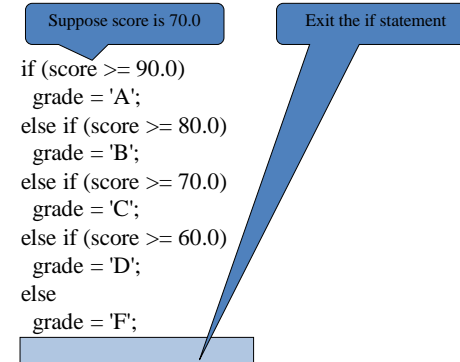 Suppose score is 70.0
Exit the if statement
if (score >= 90.0)
grade = 'A';
else if (score >= 80.0)
grade = 'B';
else if (score >= 70.0)
grade = 'C';
else if (score >= 60.0)
grade = 'D';
else
grade = 'F';